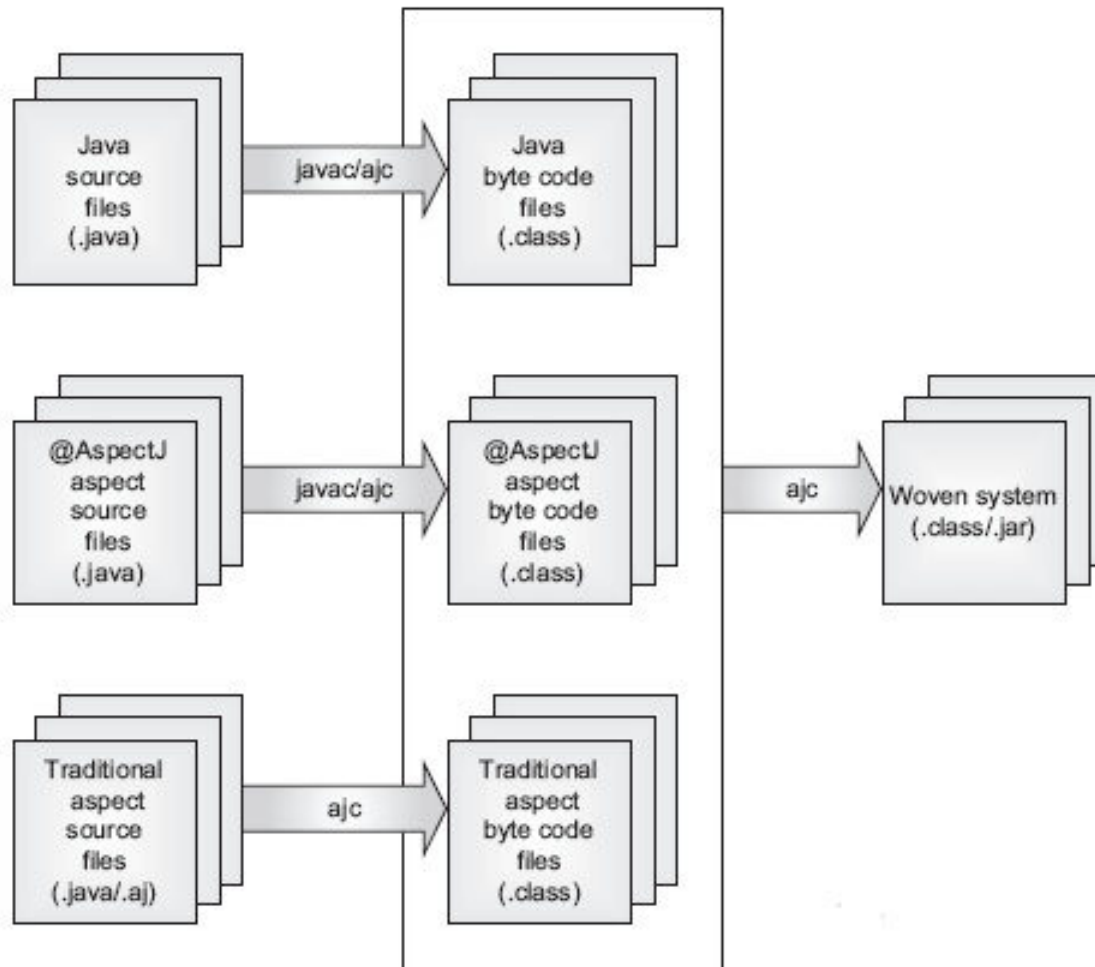 Java
source
files
(.java)
javac/ajc
Java
byte code
files
(.class)
@AspectJ
aspect
source
files
(.java)
javac/ajc
@AspectJ
aspect
byte code
files
(.class)
ajc
Woven system
(.class/.jar)
Traditional
aspect
source
files
(.java/.aj)
ajc
Traditional
aspect
byte code
files
(.class)